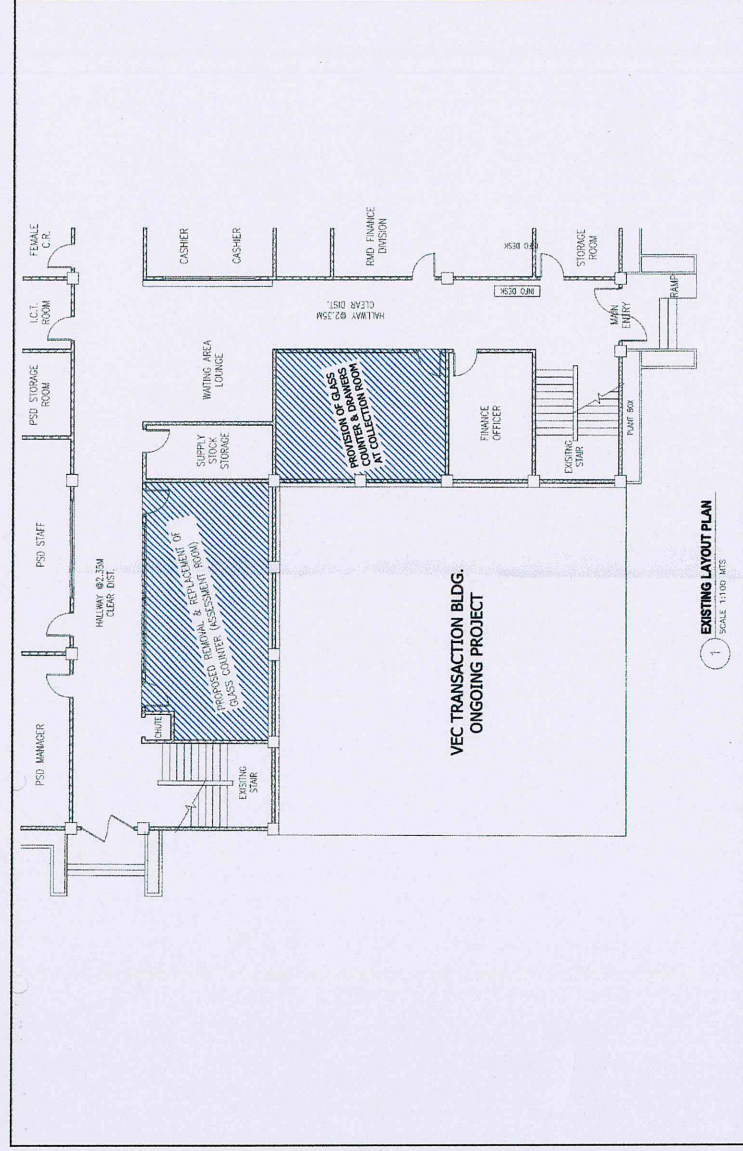 PSD MANAGER
PSD STAFF
PSD STORAGE
ROOM
I.C.T.
ROOM
FEMALE
C.R.
HALLWAY @2.35M
CLEAR DIST.
CHUTE
PROPOSED REMOVAL & REPLACEMENT OF
GLASS COUNTER (ASSESSMENT ROOM)
SUPPLY
STOCK
STORAGE
WAITING AREA
LOUNGE
CASHIER
CASHIER
EXISITNG
STAIR
HALLWAY @2.35M
CLEAR DIST.
PROVISION OF GLASS
COUNTER & DRAWERS
AT COLLECTION ROOM
RMD FINANCE
DIVISION
VEC TRANSACTION BLDG.
ONGOING PROJECT
FINANCE
OFFICER
INFO DESK
INFO DESK
EXISITNG
STAIR
STORAGE
ROOM
MAIN
ENTRY
PLANT BOX
RAMP
1
EXISTING LAYOUT PLAN
SCALE 1:100 MTS